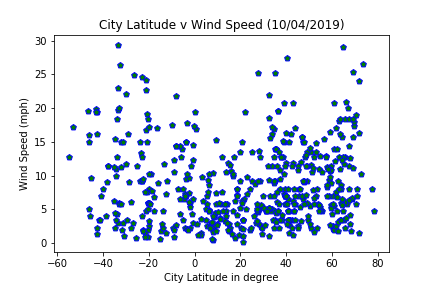 City Latitude v Wind Speed (10/04/2019)
30
25
20
15
10
5
0
Wind Speed (mph)
−60 −40 −20 0 20 40 60 80
City Latitude in degree